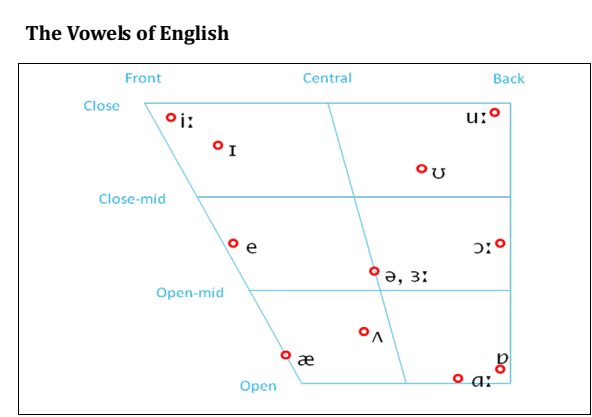 The Vowels of English
Front Central Back
Close
iː uː
ɪ
ʊ
Close-mid
e ɔː
ə, ɜː
Open-mid
ʌ
æ ɒ
ɑː
Open